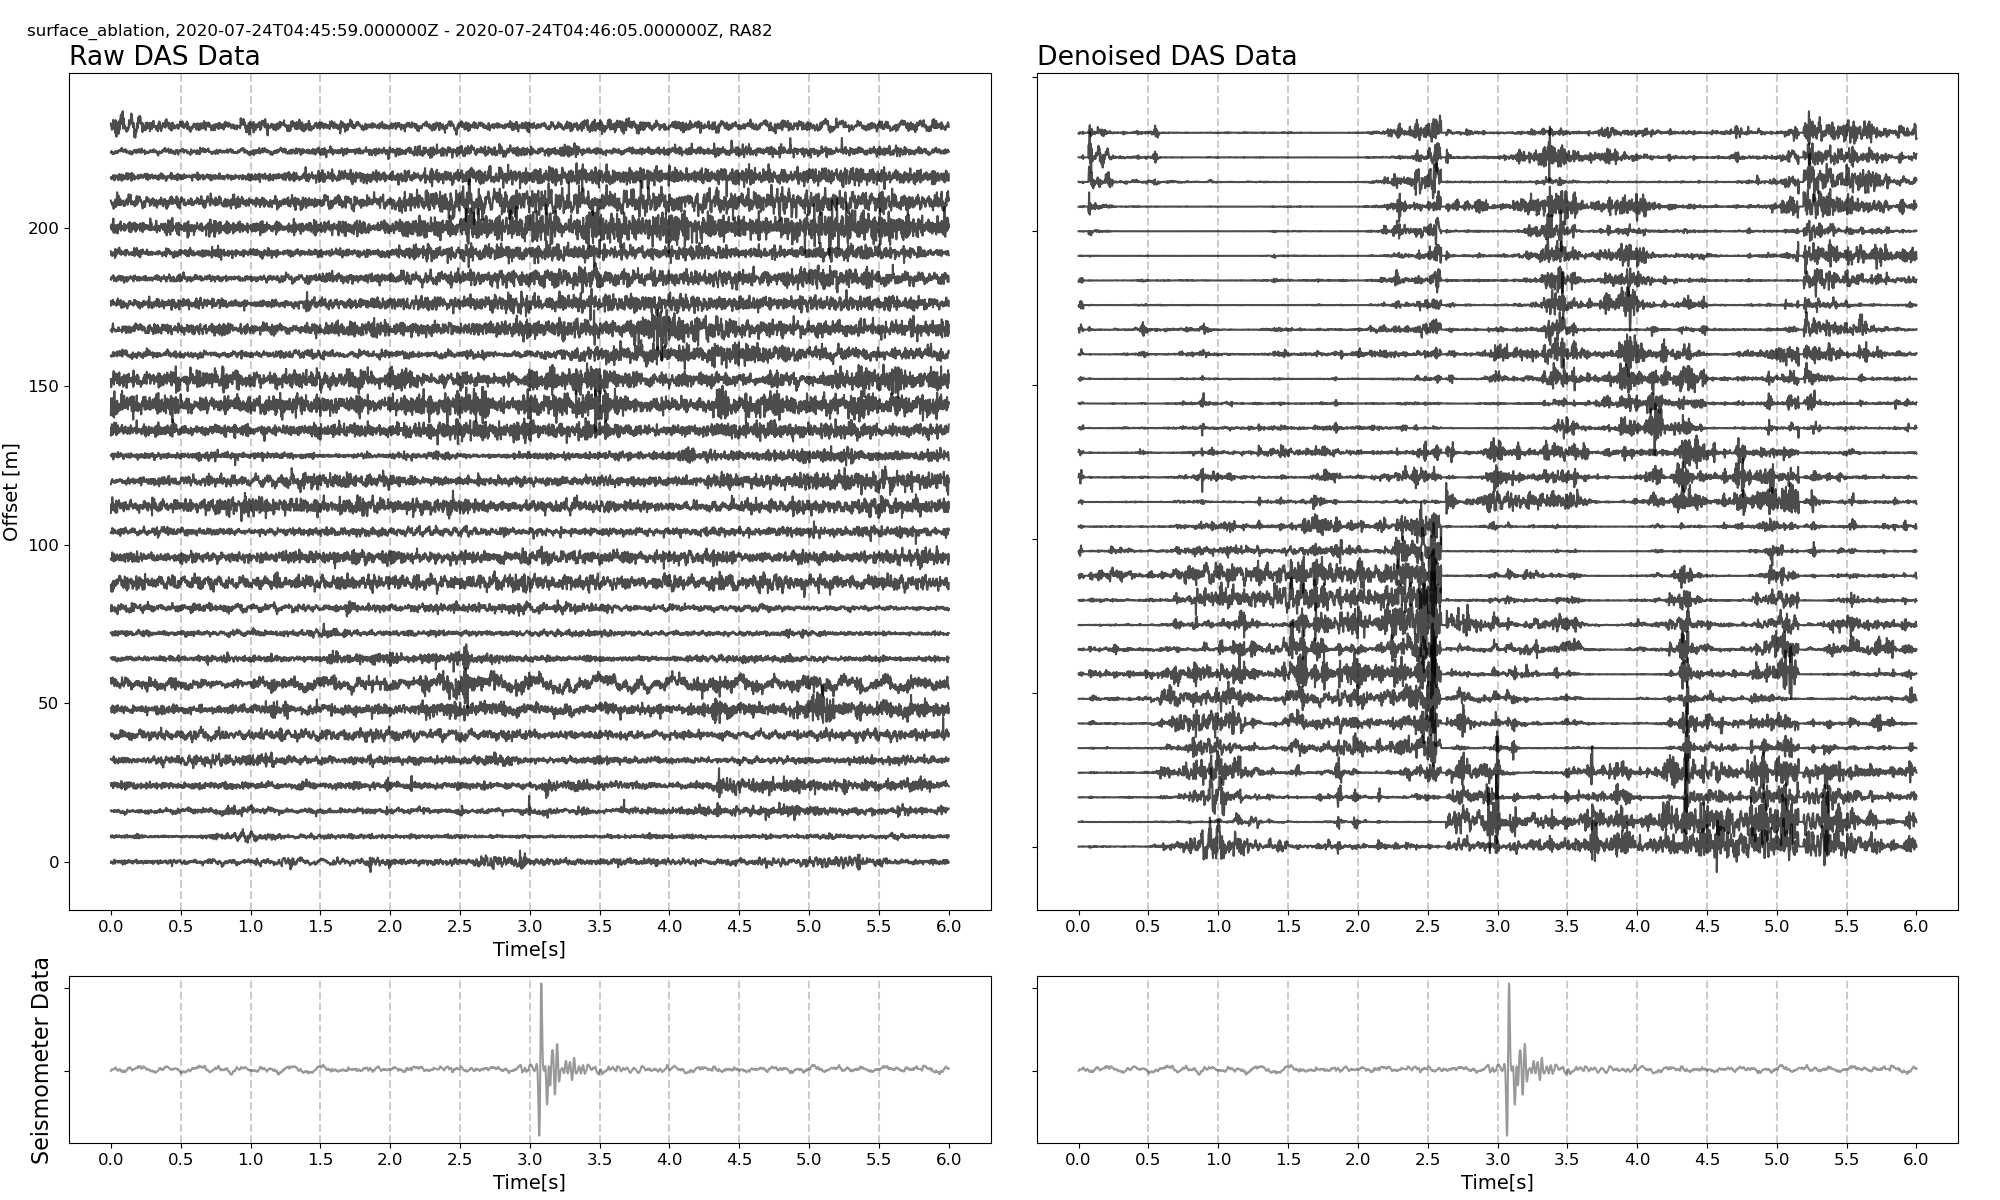 surface_ablation, 2020-07-24T04:45:59.000000Z - 2020-07-24T04:46:05.000000Z, RA82
Raw DAS Data
Denoised DAS Data
Offset [m]
200
150
100
50
0
0.0 0.5 1.0 1.5 2.0 2.5 3.0 3.5 4.0 4.5 5.0 5.5 6.0
Time[s]
0.0 0.5 1.0 1.5 2.0 2.5 3.0 3.5 4.0 4.5 5.0 5.5 6.0
Seismometer Data
0.0 0.5 1.0 1.5 2.0 2.5 3.0 3.5 4.0 4.5 5.0 5.5 6.0
Time[s]
0.0 0.5 1.0 1.5 2.0 2.5 3.0 3.5 4.0 4.5 5.0 5.5 6.0
Time[s]